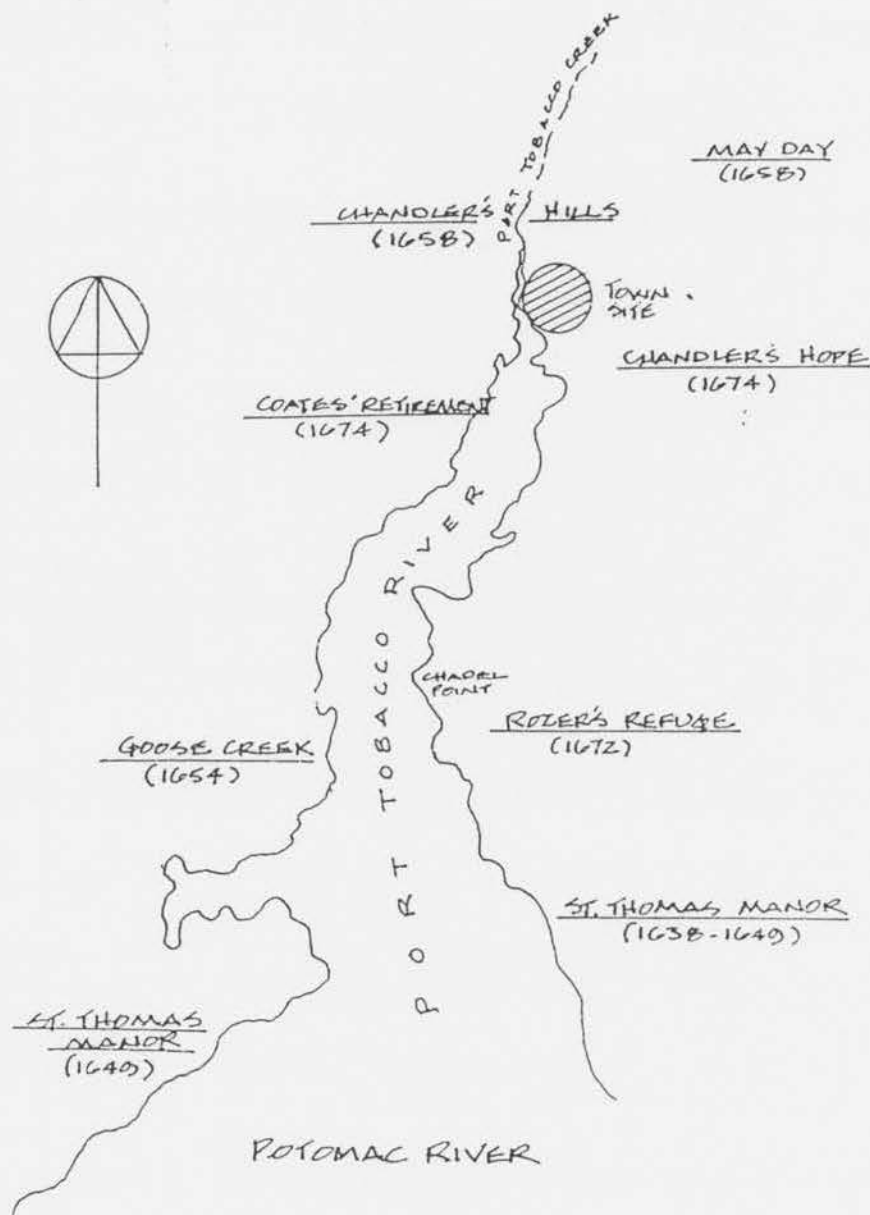 PORT TOBACCO CREEK
MAY DAY
(1658)
CHANDLER'S HILLS
(1658)
TOWN
SITE
CHANDLER'S HOPE
(1674)
COATES' RETIREMENT
(1674)
PORT TOBACCO RIVER
CHAPEL
POINT
ROZER'S REFUGE
(1672)
GOOSE CREEK
(1654)
ST. THOMAS MANOR
(1638-1649)
ST. THOMAS
MANOR
(1649)
POTOMAC RIVER